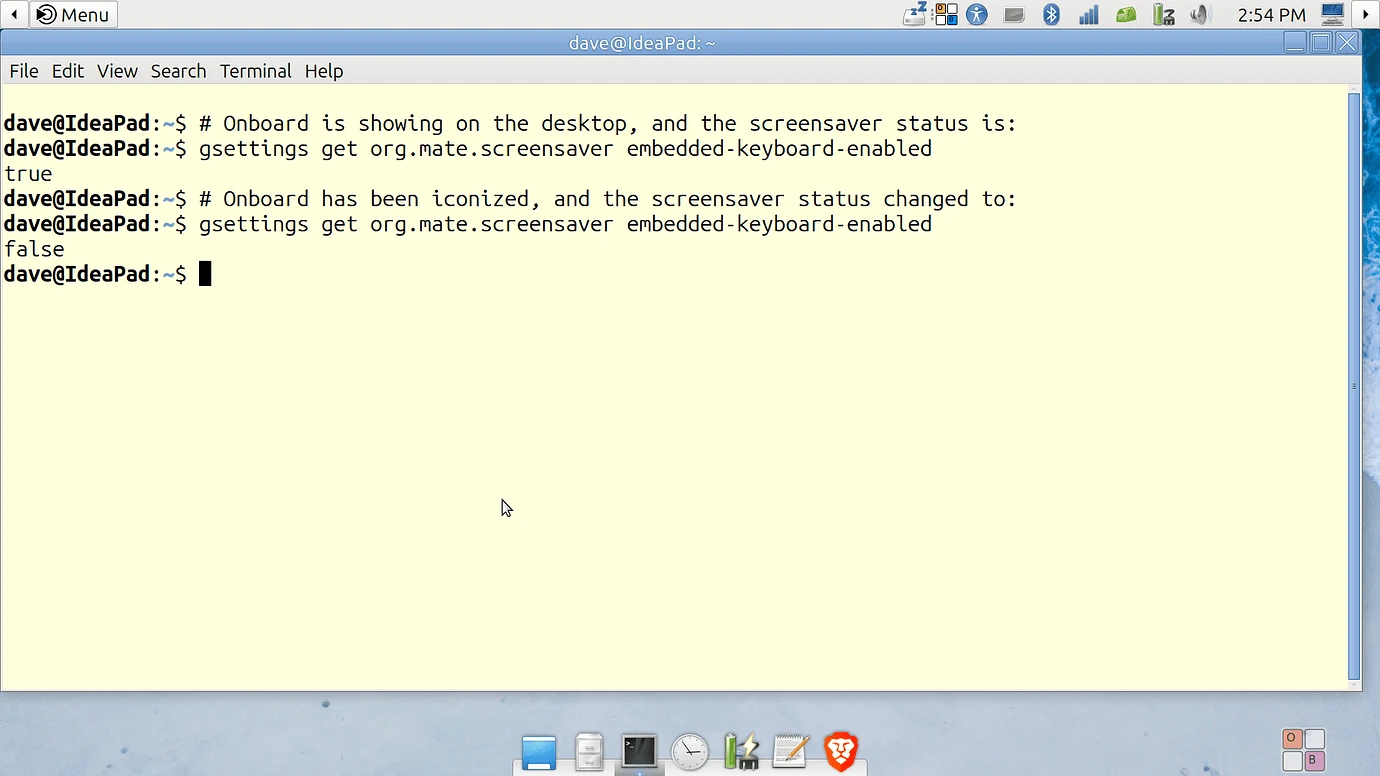 Menu
2:54 PM
dave@IdeaPad: ~
File Edit View Search Terminal Help
dave@IdeaPad:~$ # Onboard is showing on the desktop, and the screensaver status is:
dave@IdeaPad:~$ gsettings get org.mate.screensaver embedded-keyboard-enabled
true
dave@IdeaPad:~$ # Onboard has been iconized, and the screensaver status changed to:
dave@IdeaPad:~$ gsettings get org.mate.screensaver embedded-keyboard-enabled
false
dave@IdeaPad:~$
O
B